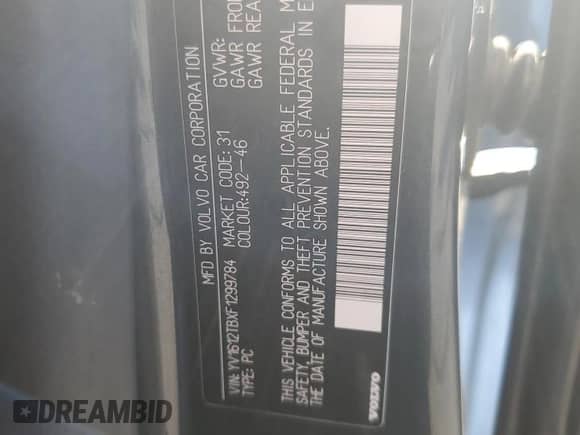 MFD BY VOLVO CAR CORPORATION
GVWR:
GAWR FRO
GAWR REA
VIN: YV1612TBXF1299784 MARKET CODE: 31
TYPE: PC COLOUR:492-46
THIS VEHICLE CONFORMS TO ALL APPLICABLE FEDERAL M
SAFETY, BUMPER AND THEFT PREVENTION STANDARDS IN E
THE DATE OF MANUFACTURE SHOWN ABOVE.
VOLVO
DREAMBID